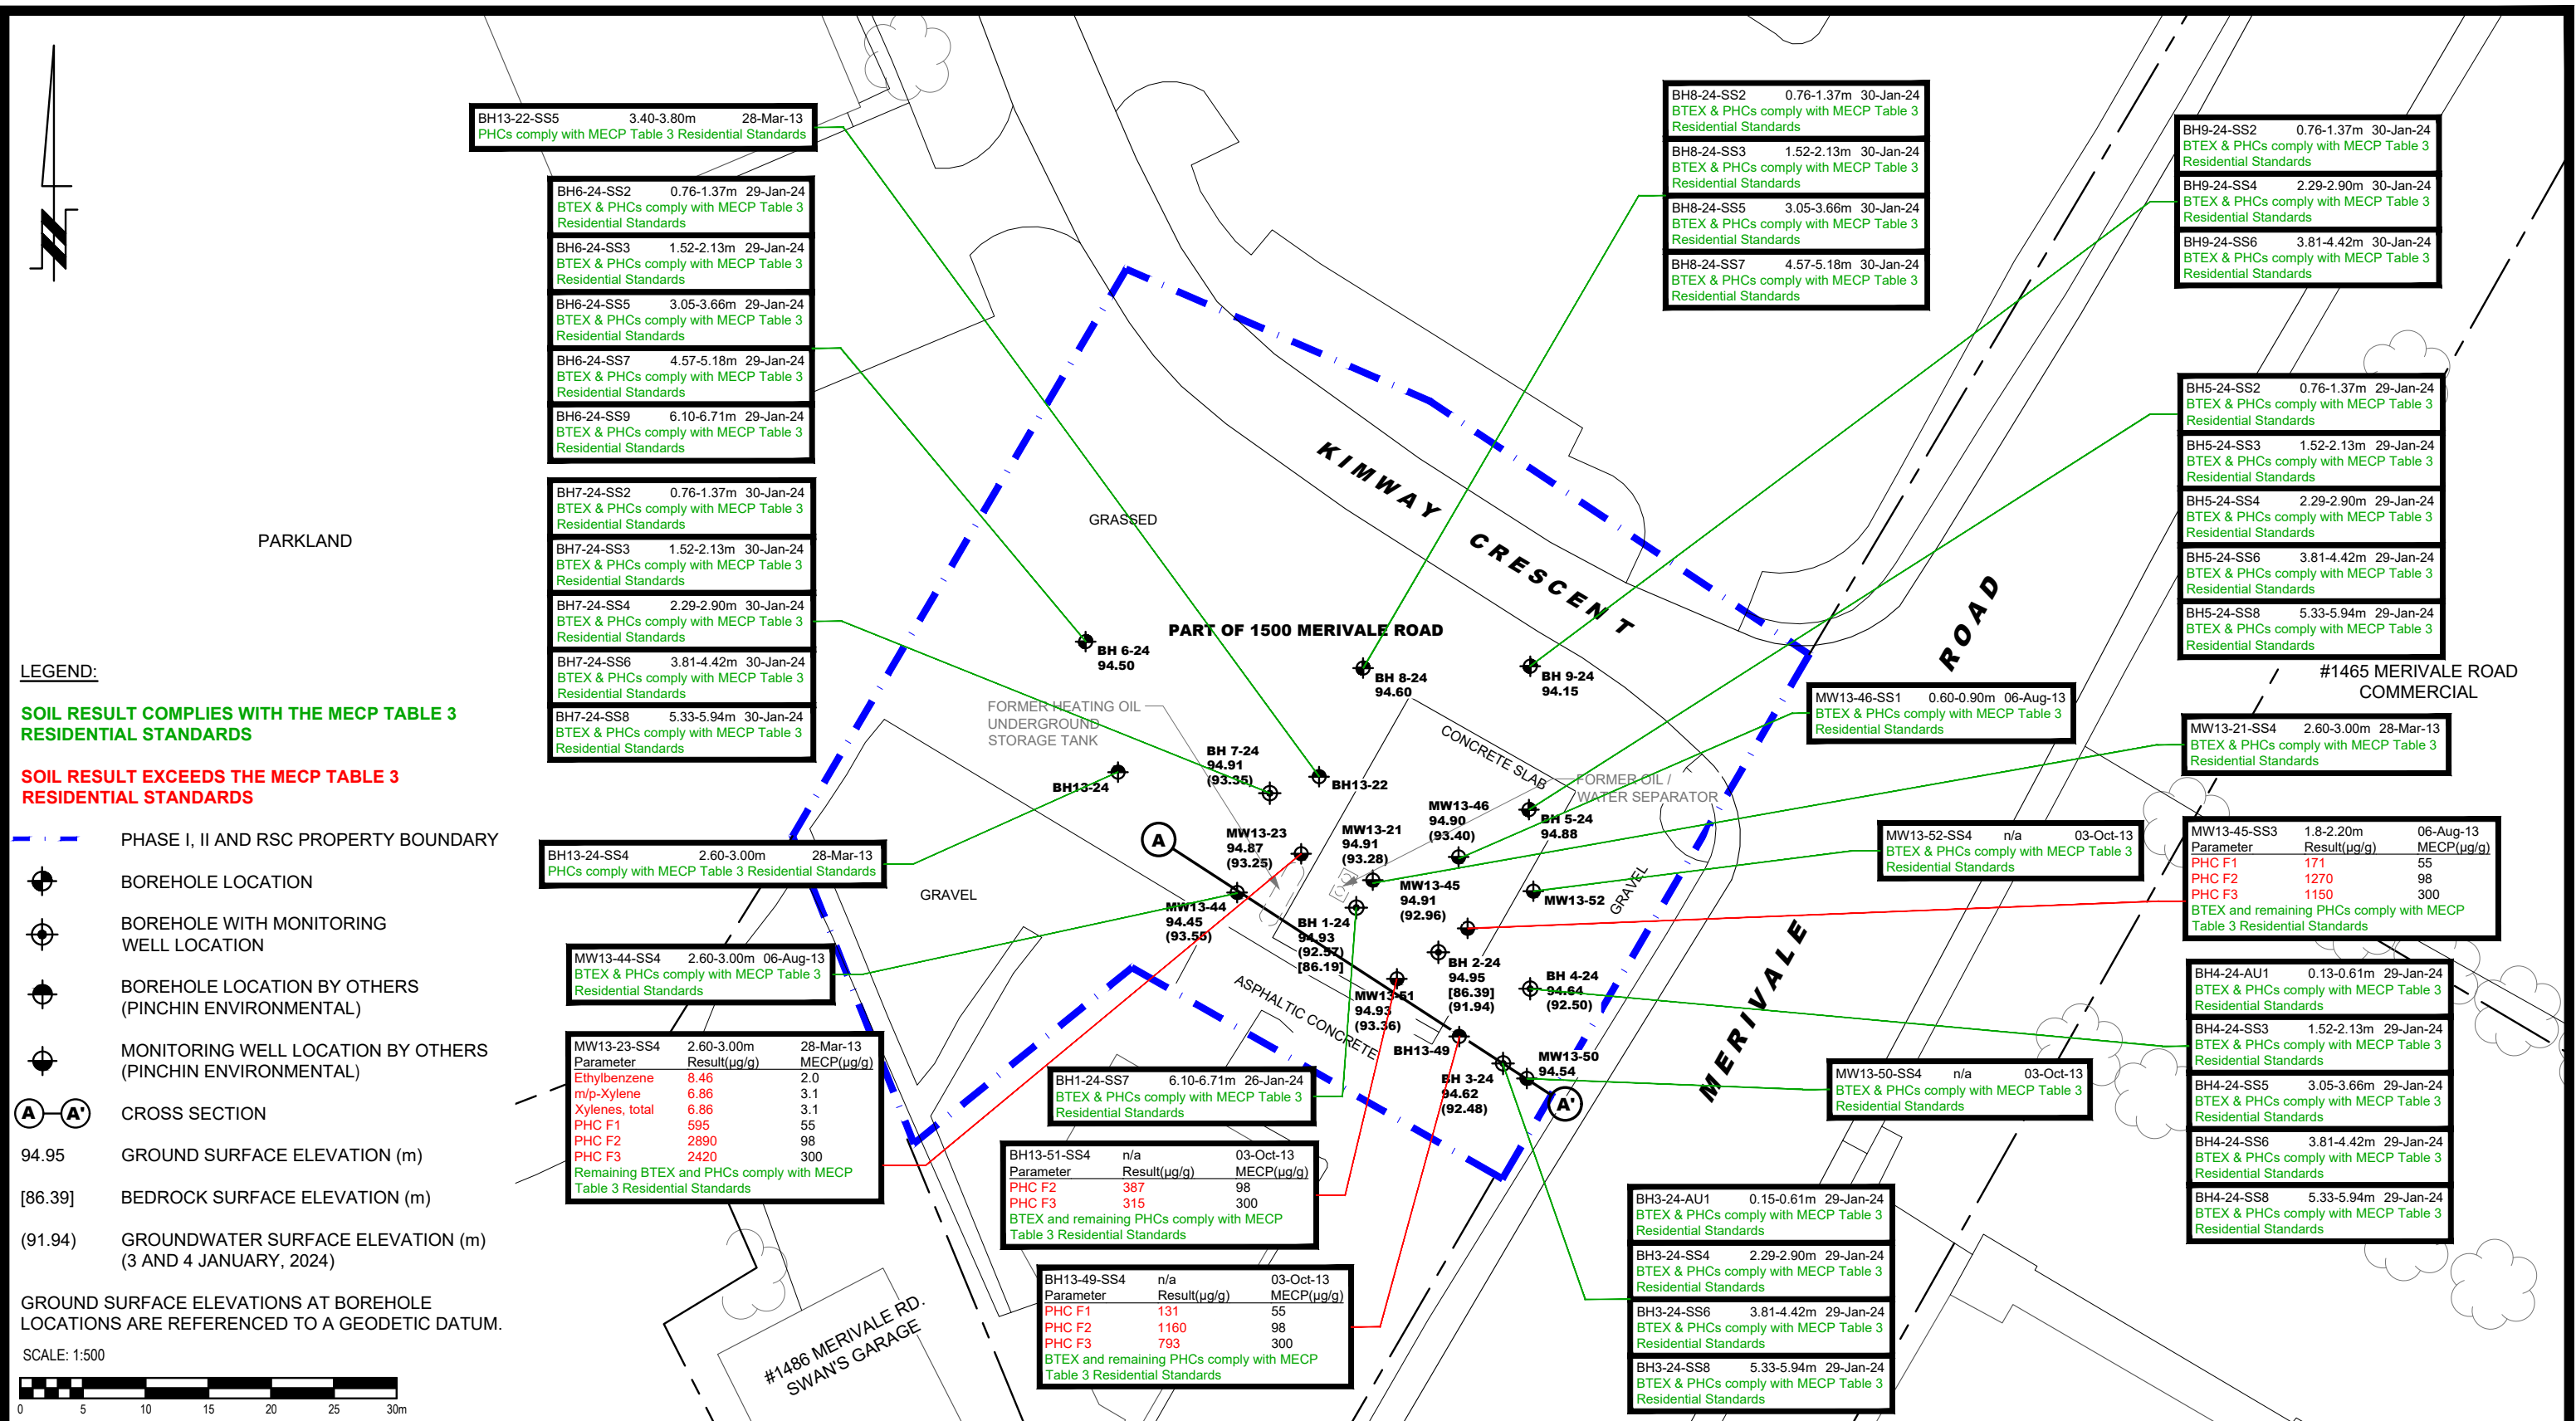 BH13-22-SS5 3.40-3.80m 28-Mar-13
PHCs comply with MECP Table 3 Residential Standards
BH6-24-SS2 0.76-1.37m 29-Jan-24
BTEX & PHCs comply with MECP Table 3
Residential Standards
BH6-24-SS3 1.52-2.13m 29-Jan-24
BTEX & PHCs comply with MECP Table 3
Residential Standards
BH6-24-SS5 3.05-3.66m 29-Jan-24
BTEX & PHCs comply with MECP Table 3
Residential Standards
BH6-24-SS7 4.57-5.18m 29-Jan-24
BTEX & PHCs comply with MECP Table 3
Residential Standards
BH6-24-SS9 6.10-6.71m 29-Jan-24
BTEX & PHCs comply with MECP Table 3
Residential Standards
BH7-24-SS2 0.76-1.37m 30-Jan-24
BTEX & PHCs comply with MECP Table 3
Residential Standards
BH7-24-SS3 1.52-2.13m 30-Jan-24
BTEX & PHCs comply with MECP Table 3
Residential Standards
BH7-24-SS4 2.29-2.90m 30-Jan-24
BTEX & PHCs comply with MECP Table 3
Residential Standards
BH7-24-SS6 3.81-4.42m 30-Jan-24
BTEX & PHCs comply with MECP Table 3
Residential Standards
BH7-24-SS8 5.33-5.94m 30-Jan-24
BTEX & PHCs comply with MECP Table 3
Residential Standards
BH8-24-SS2 0.76-1.37m 30-Jan-24
BTEX & PHCs comply with MECP Table 3
Residential Standards
BH8-24-SS3 1.52-2.13m 30-Jan-24
BTEX & PHCs comply with MECP Table 3
Residential Standards
BH8-24-SS5 3.05-3.66m 30-Jan-24
BTEX & PHCs comply with MECP Table 3
Residential Standards
BH8-24-SS7 4.57-5.18m 30-Jan-24
BTEX & PHCs comply with MECP Table 3
Residential Standards
BH9-24-SS2 0.76-1.37m 30-Jan-24
BTEX & PHCs comply with MECP Table 3
Residential Standards
BH9-24-SS4 2.29-2.90m 30-Jan-24
BTEX & PHCs comply with MECP Table 3
Residential Standards
BH9-24-SS6 3.81-4.42m 30-Jan-24
BTEX & PHCs comply with MECP Table 3
Residential Standards
BH5-24-SS2 0.76-1.37m 29-Jan-24
BTEX & PHCs comply with MECP Table 3
Residential Standards
BH5-24-SS3 1.52-2.13m 29-Jan-24
BTEX & PHCs comply with MECP Table 3
Residential Standards
BH5-24-SS4 2.29-2.90m 29-Jan-24
BTEX & PHCs comply with MECP Table 3
Residential Standards
BH5-24-SS6 3.81-4.42m 29-Jan-24
BTEX & PHCs comply with MECP Table 3
Residential Standards
BH5-24-SS8 5.33-5.94m 29-Jan-24
BTEX & PHCs comply with MECP Table 3
Residential Standards
#1465 MERIVALE ROAD
COMMERCIAL
PARKLAND
GRASSED
KIMWAY CRESCENT
MERIVALE ROAD
PART OF 1500 MERIVALE ROAD
BH 6-24
94.50
BH 8-24
94.60
BH 9-24
94.15
FORMER HEATING OIL
UNDERGROUND
STORAGE TANK
BH 7-24
94.91
(93.35)
BH13-22
BH13-24
CONCRETE SLAB
FORMER OIL /
WATER SEPARATOR
MW13-46
94.90
(93.40)
BH 5-24
94.88
MW13-23
94.87
(93.25)
MW13-21
94.91
(93.28)
MW13-45
94.91
(92.96)
MW13-52
GRAVEL
GRAVEL
MW13-44
94.45
(93.55)
BH 1-24
94.93
(92.57)
[86.19]
BH 2-24
94.95
[86.39]
(91.94)
BH 4-24
94.64
(92.50)
MW13-51
94.93
(93.36)
ASPHALTIC CONCRETE
BH13-49
MW13-50
94.54
BH 3-24
94.62
(92.48)
A
A'
MW13-46-SS1 0.60-0.90m 06-Aug-13
BTEX & PHCs comply with MECP Table 3
Residential Standards
MW13-21-SS4 2.60-3.00m 28-Mar-13
BTEX & PHCs comply with MECP Table 3
Residential Standards
MW13-52-SS4 n/a 03-Oct-13
BTEX & PHCs comply with MECP Table 3
Residential Standards
MW13-45-SS3 1.8-2.20m 06-Aug-13
Parameter Result(µg/g) MECP(µg/g)
PHC F1 171 55
PHC F2 1270 98
PHC F3 1150 300
BTEX and remaining PHCs comply with MECP
Table 3 Residential Standards
BH4-24-AU1 0.13-0.61m 29-Jan-24
BTEX & PHCs comply with MECP Table 3
Residential Standards
BH4-24-SS3 1.52-2.13m 29-Jan-24
BTEX & PHCs comply with MECP Table 3
Residential Standards
BH4-24-SS5 3.05-3.66m 29-Jan-24
BTEX & PHCs comply with MECP Table 3
Residential Standards
BH4-24-SS6 3.81-4.42m 29-Jan-24
BTEX & PHCs comply with MECP Table 3
Residential Standards
BH4-24-SS8 5.33-5.94m 29-Jan-24
BTEX & PHCs comply with MECP Table 3
Residential Standards
MW13-50-SS4 n/a 03-Oct-13
BTEX & PHCs comply with MECP Table 3
Residential Standards
BH3-24-AU1 0.15-0.61m 29-Jan-24
BTEX & PHCs comply with MECP Table 3
Residential Standards
BH3-24-SS4 2.29-2.90m 29-Jan-24
BTEX & PHCs comply with MECP Table 3
Residential Standards
BH3-24-SS6 3.81-4.42m 29-Jan-24
BTEX & PHCs comply with MECP Table 3
Residential Standards
BH3-24-SS8 5.33-5.94m 29-Jan-24
BTEX & PHCs comply with MECP Table 3
Residential Standards
BH13-24-SS4 2.60-3.00m 28-Mar-13
PHCs comply with MECP Table 3 Residential Standards
MW13-44-SS4 2.60-3.00m 06-Aug-13
BTEX & PHCs comply with MECP Table 3
Residential Standards
MW13-23-SS4 2.60-3.00m 28-Mar-13
Parameter Result(µg/g) MECP(µg/g)
Ethylbenzene 8.46 2.0
m/p-Xylene 6.86 3.1
Xylenes, total 6.86 3.1
PHC F1 595 55
PHC F2 2890 98
PHC F3 2420 300
Remaining BTEX and PHCs comply with MECP
Table 3 Residential Standards
BH1-24-SS7 6.10-6.71m 26-Jan-24
BTEX & PHCs comply with MECP Table 3
Residential Standards
BH13-51-SS4 n/a 03-Oct-13
Parameter Result(µg/g) MECP(µg/g)
PHC F2 387 98
PHC F3 315 300
BTEX and remaining PHCs comply with MECP
Table 3 Residential Standards
BH13-49-SS4 n/a 03-Oct-13
Parameter Result(µg/g) MECP(µg/g)
PHC F1 131 55
PHC F2 1160 98
PHC F3 793 300
BTEX and remaining PHCs comply with MECP
Table 3 Residential Standards
#1486 MERIVALE RD.
SWAN'S GARAGE
LEGEND:
SOIL RESULT COMPLIES WITH THE MECP TABLE 3
RESIDENTIAL STANDARDS
SOIL RESULT EXCEEDS THE MECP TABLE 3
RESIDENTIAL STANDARDS
PHASE I, II AND RSC PROPERTY BOUNDARY
BOREHOLE LOCATION
BOREHOLE WITH MONITORING
WELL LOCATION
BOREHOLE LOCATION BY OTHERS
(PINCHIN ENVIRONMENTAL)
MONITORING WELL LOCATION BY OTHERS
(PINCHIN ENVIRONMENTAL)
A A' CROSS SECTION
94.95 GROUND SURFACE ELEVATION (m)
[86.39] BEDROCK SURFACE ELEVATION (m)
(91.94) GROUNDWATER SURFACE ELEVATION (m)
(3 AND 4 JANUARY, 2024)
GROUND SURFACE ELEVATIONS AT BOREHOLE
LOCATIONS ARE REFERENCED TO A GEODETIC DATUM.
SCALE: 1:500
0 5 10 15 20 25 30m